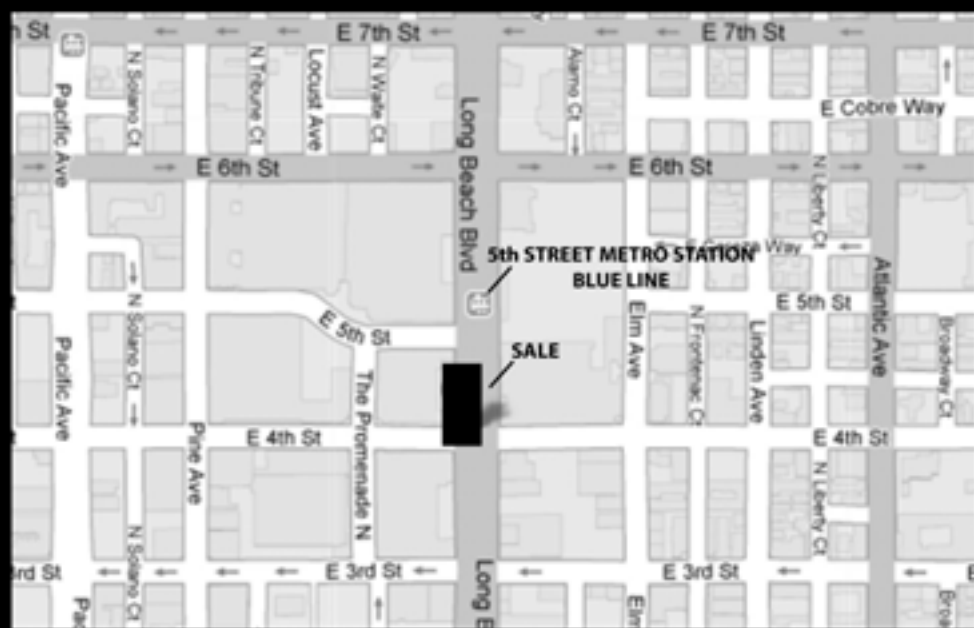 h St
E 7th St
E 7th St
N Solano Ct
N Tribune Ct
Locust Ave
N Waite Ct
Alamo Ct
Pacific Ave
Long Beach Blvd
E Cobre Way
E 6th St
E 6th St
N Liberty Ct
5th STREET METRO STATION
BLUE LINE
Way
E 5th St
E 5th St
N Solano Ct
Elm Ave
N Frontenac Ct
Linden Ave
Atlantic Ave
Broadway Ct
Pacific Ave
SALE
The Promenade N
Pine Ave
E 4th St
E 4th St
N Solano Ct
N Liberty Ct
3rd St
E 3rd St
E 3rd St
Pac
Long B
Elm
Broa